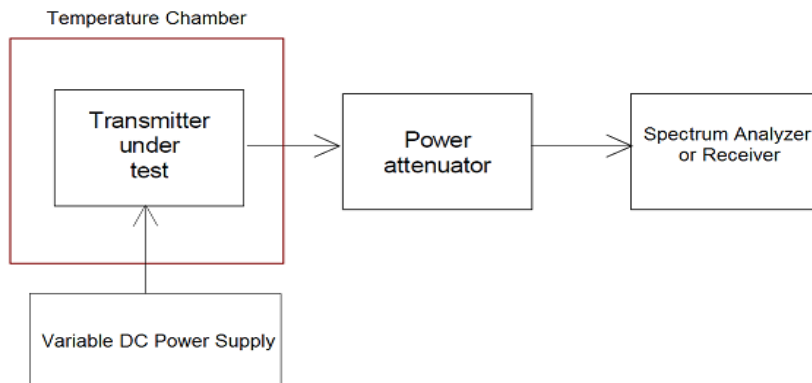 Temperature Chamber
Transmitter
under
test
Power
attenuator
Spectrum Analyzer
or Receiver
Variable DC Power Supply